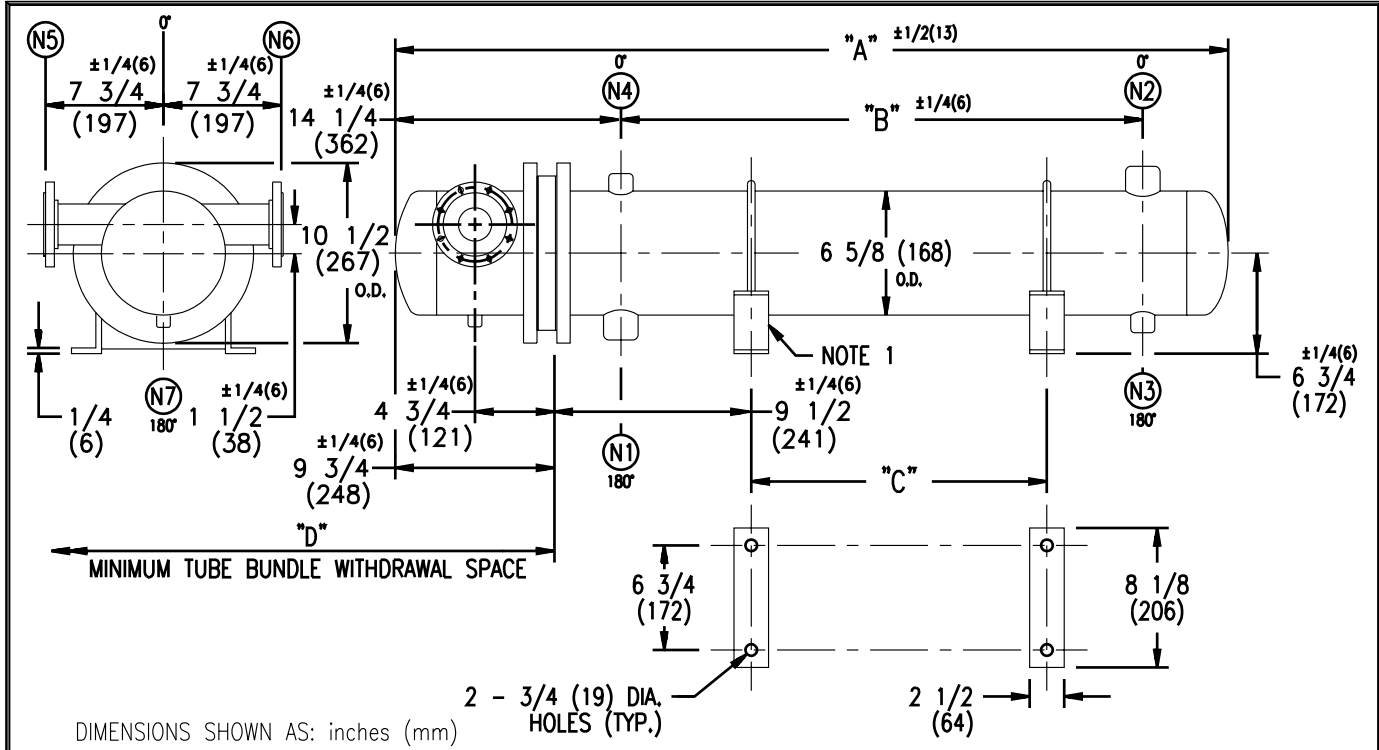 N5
0°
N6
±1/4(6)
±1/4(6)
7 3/4
(197)
7 3/4
(197)
"A" ±1/2(13)
0°
N4
0°
N2
±1/4(6)
14 1/4
(362)
"B" ±1/4(6)
10 1/2
(267)
O.D.
6 5/8 (168)
O.D.
NOTE 1
1/4
(6)
N7
180°
±1/4(6)
1 1/2
(38)
±1/4(6)
4 3/4
(121)
±1/4(6)
9 1/2
(241)
±1/4(6)
9 3/4
(248)
N1
180°
N3
180°
±1/4(6)
6 3/4
(172)
"C"
"D"
MINIMUM TUBE BUNDLE WITHDRAWAL SPACE
6 3/4
(172)
8 1/8
(206)
2 - 3/4 (19) DIA.
HOLES (TYP.)
2 1/2
(64)
DIMENSIONS SHOWN AS: inches (mm)